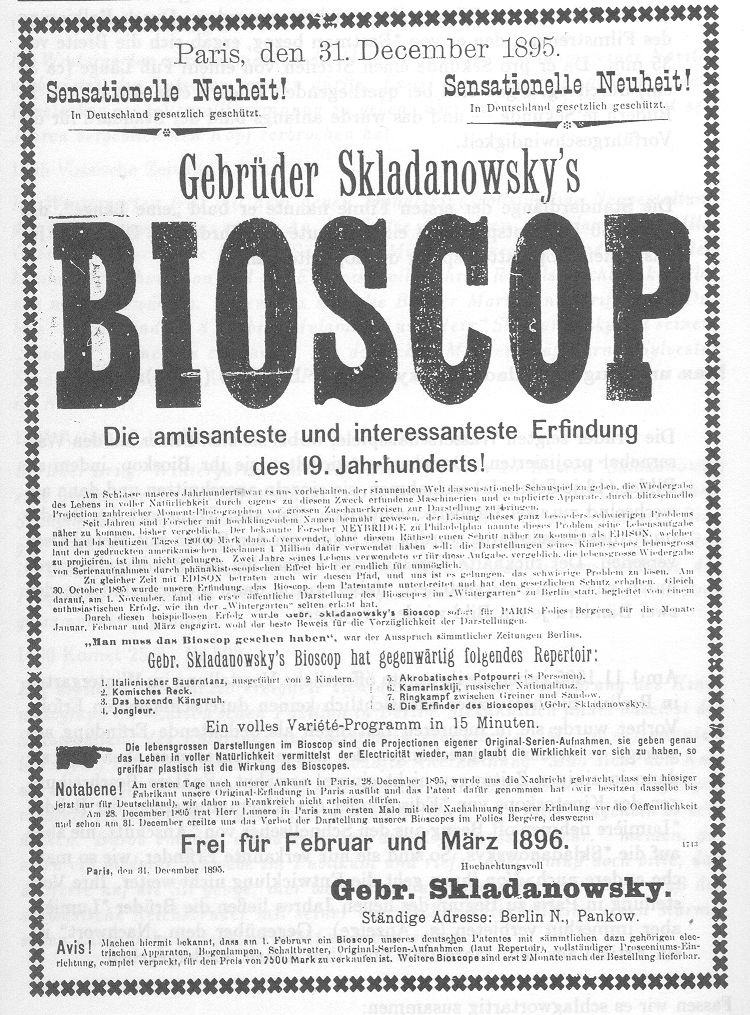 Paris, den 31. December 1895.
Sensationelle Neuheit!
In Deutschland gesetzlich geschützt.
Sensationelle Neuheit!
In Deutschland gesetzlich geschützt.
Gebrüder Skladanowsky's
BIOSCOP
Die amüsanteste und interessanteste Erfindung
des 19. Jahrhunderts!
Am Schlusse unseres Jahrhunderts war es uns vorbehalten, der staunenden Welt das sensationelle Schauspiel zu geben, die Wiedergabe
des Lebens in voller Natürlichkeit durch eigens zu diesem Zweck erfundene Maschinerien und complicirte Apparate, durch blitzschnelle
Projection zahlreicher Moment-Photographien vor grossen Zuschauerkreisen zur Darstellung zu bringen.
Seit Jahren sind Forscher mit hochklingendem Namen bemüht gewesen, der Lösung dieses ganz besonders schwierigen Problems
näher zu kommen, bisher vergeblich. Der bekannte Forscher MEYBRIDGE in Philadelphia nannte dieses Problem seine Lebensaufgabe
und hat bis heutigen Tages Mark darauf verwendet, ohne diesem Räthsel einen Schritt näher zu kommen als EDISON, welcher
laut den gedruckten amerikanischen Reclamen 1 Million dafür verwendet haben soll; die Darstellungen seines Kinetoscopes lebensgross
zu projiciren, ist ihm nicht gelungen. Zwei Jahre seines Lebens verwendete er für diese Aufgabe, vergeblich, die lebensgrosse Wiedergabe
von Serienaufnahmen durch phänakistoscopischen Effect hielt er endlich für unmöglich.
Zu gleicher Zeit mit EDISON betraten auch wir diesen Pfad, und uns ist es gelungen, das schwierige Problem zu lösen. Am
30. October 1895 wurde unsere Erfindung, das Bioscop, dem Patentamte unterbreitet und hat den gesetzlichen Schutz erhalten. Gleich
darauf, am 1. November, fand die erste öffentliche Darstellung des Bioscopes im „Wintergarten" zu Berlin statt, begleitet von einem
enthusiastischen Erfolg, wie ihn der "Wintergarten" selten erlebt hat.
Durch diesen beispiellosen Erfolg wurde Gebr. Skladanowsky's Bioscop sofort für PARIS Folies Bergère, für die Monate
Januar, Februar und März engagirt, wohl der beste Beweis für die Vorzüglichkeit der Darstellungen.
„Man muss das Bioscop gesehen haben", war der Ausspruch sämmtlicher Zeitungen Berlins.
Gebr. Skladanowsky's Bioscop hat gegenwärtig folgendes Repertoir:
1. Italienischer Bauerntanz, ausgeführt von 2 Kindern.
2. Komisches Reck.
3. Das boxende Känguruh.
4. Jongleur.
5. Akrobatisches Potpourri (8 Personen).
6. Kamarinskiji, russischer Nationaltanz.
7. Ringkampf zwischen Greiner und Sandow.
8. Die Erfinder des Bioscopes (Gebr. Skladanowsky).
Ein volles Variété-Programm in 15 Minuten.
Die lebensgrossen Darstellungen im Bioscop sind die Projectionen eigener Original-Serien-Aufnahmen, sie geben genau
das Leben in voller Natürlichkeit vermittelst der Electricität wieder, man glaubt die Wirklichkeit vor sich zu haben, so
greifbar plastisch ist die Wirkung des Bioscopes.
Notabene! Am ersten Tage nach unserer Ankunft in Paris, 28. December 1895, wurde uns die Nachricht gebracht, dass ein hiesiger
Fabrikant unsere Original-Erfindung in Paris ausübt und das Patent dafür genommen hat (wir besitzen dasselbe bis
jetzt nur für Deutschland), wir daher in Frankreich nicht arbeiten dürfen.
Am 28. December 1895 trat Herr Lumère in Paris zum ersten Male mit der Nachahmung unserer Erfindung vor die Oeffentlichkeit
und schon am 31. December ereilte uns das Verbot der Darstellung unseres Bioscopes im Folies Bergère, deswegen
Frei für Februar und März 1896.
1713
Hochachtungsvoll
Paris, den 31. December 1895.
Gebr. Skladanowsky.
Ständige Adresse: Berlin N., Pankow.
Avis! Machen hiermit bekannt, dass am 1. Februar ein Bioscop unseres deutschen Patentes mit sämmtlichen dazu gehörigen elec-
trischen Apparaten, Bogenlampen, Schaltbretter, Original-Serien-Aufnahmen (laut Repertoir), vollständiger Prosceniums-Ein-
richtung, complet verpackt, für den Preis von 7500 Mark zu verkaufen ist. Weitere Bioscope sind erst 2 Monate nach der Bestellung lieferbar.